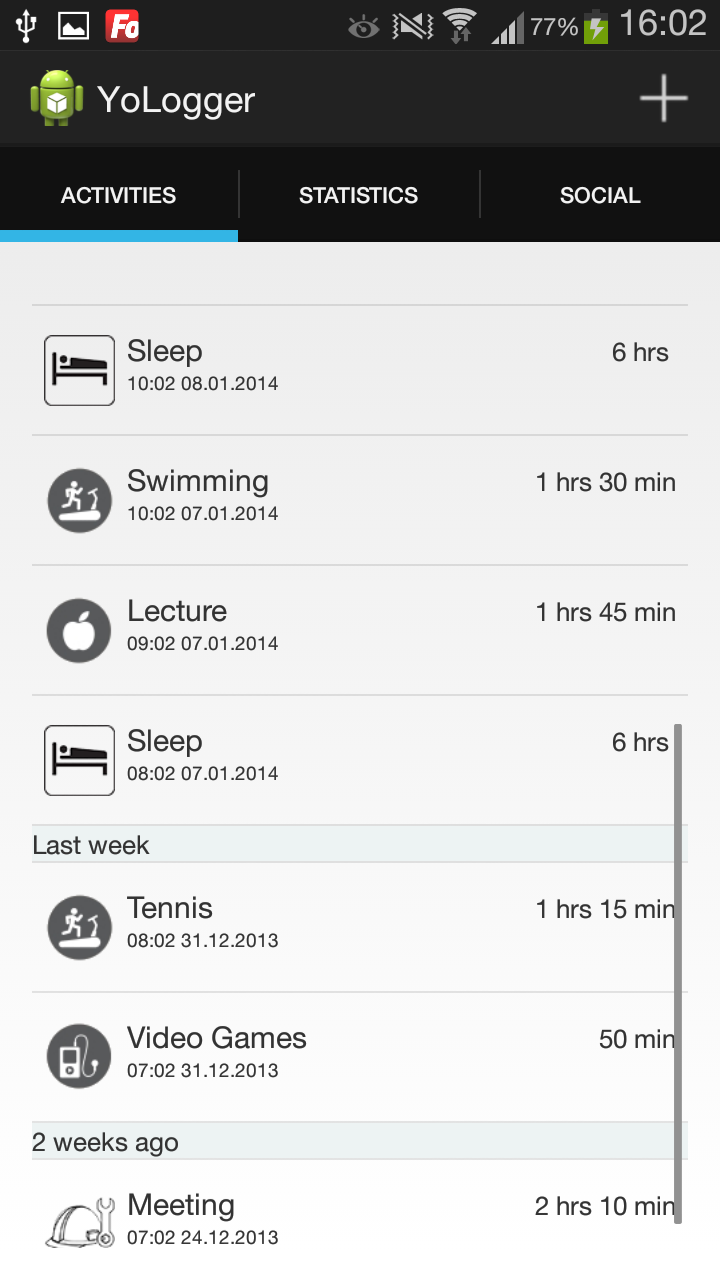 Fo
77% 16:02
YoLogger
ACTIVITIES STATISTICS SOCIAL
Sleep 6 hrs
10:02 08.01.2014
Swimming 1 hrs 30 min
10:02 07.01.2014
Lecture 1 hrs 45 min
09:02 07.01.2014
Sleep 6 hrs
08:02 07.01.2014
Last week
Tennis 1 hrs 15 min
08:02 31.12.2013
Video Games 50 min
07:02 31.12.2013
2 weeks ago
Meeting 2 hrs 10 min
07:02 24.12.2013